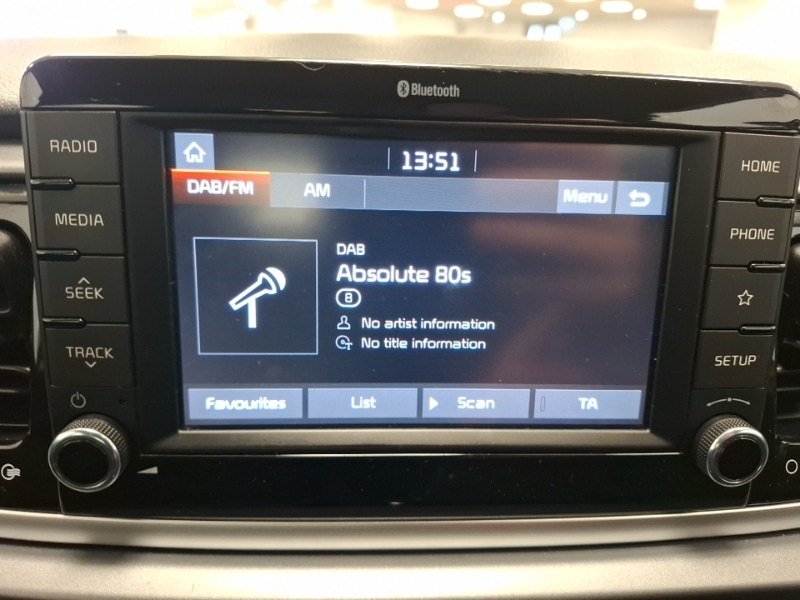 Bluetooth
RADIO
MEDIA
SEEK
TRACK
13:51
DAB/FM
AM
Menu
DAB
Absolute 80s
8
No artist information
No title information
Favourites
List
Scan
TA
HOME
PHONE
SETUP